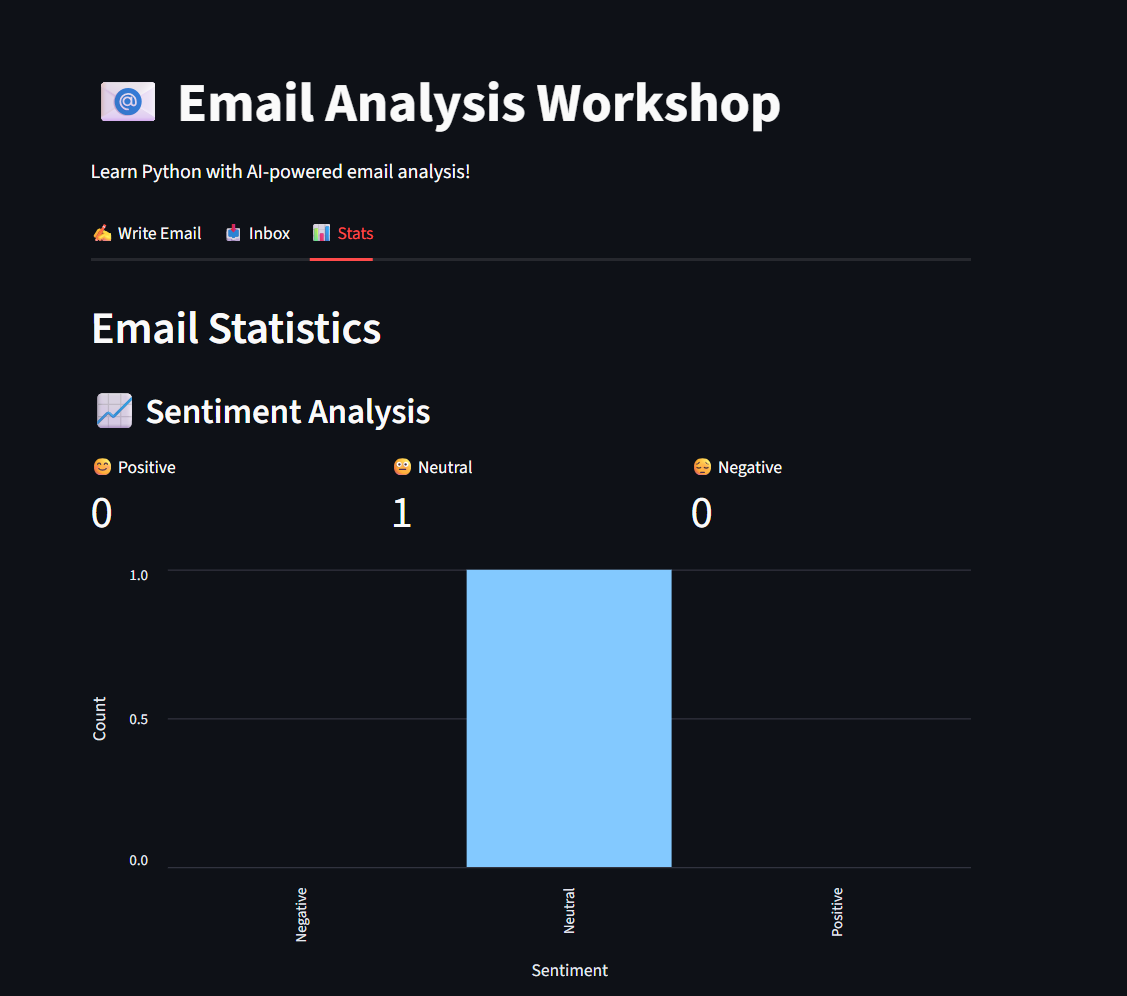 Email Analysis Workshop
Learn Python with AI-powered email analysis!
Write Email Inbox Stats
Email Statistics
Sentiment Analysis
Positive Neutral Negative
0 1 0
1.0
0.5
0.0
Count
Negative Neutral Positive
Sentiment